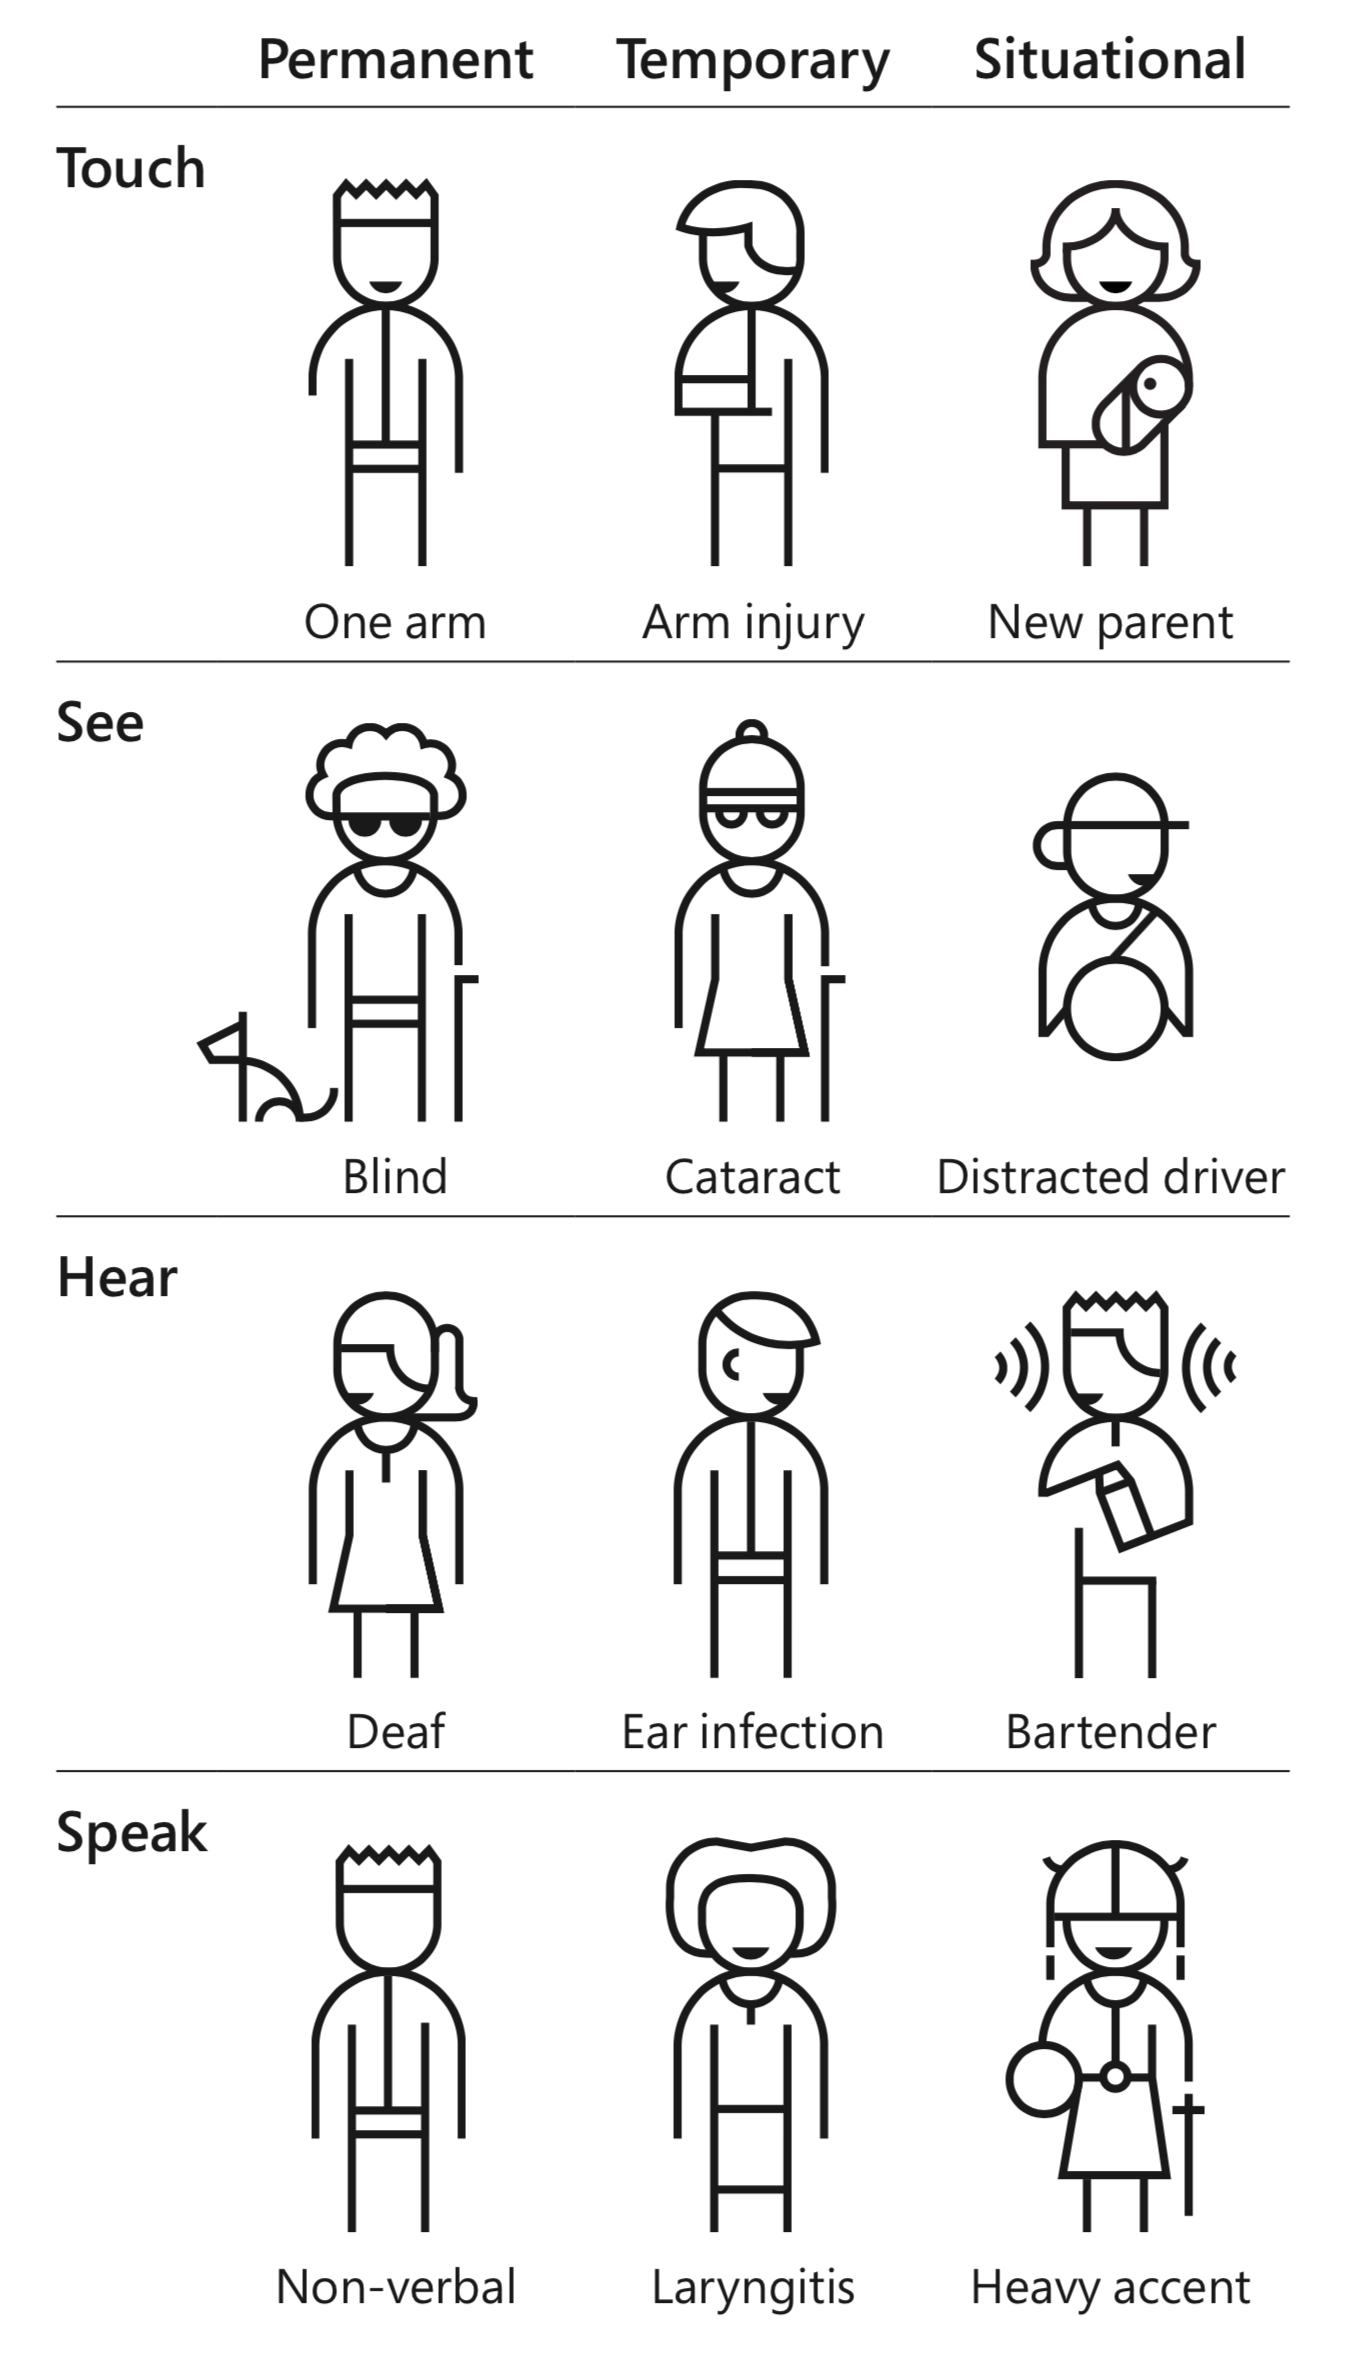 Permanent Temporary Situational
Touch
One arm Arm injury New parent
See
Blind Cataract Distracted driver
Hear
Deaf Ear infection Bartender
Speak
Non-verbal Laryngitis Heavy accent